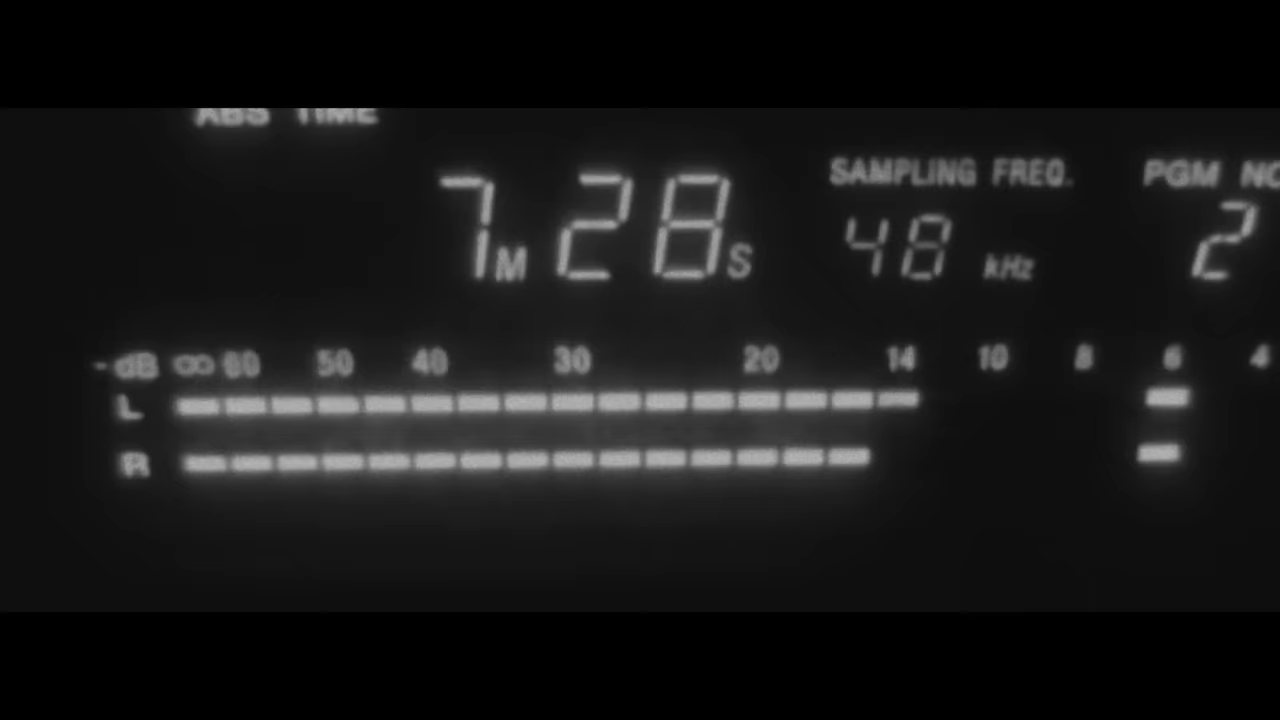 ABS TIME
SAMPLING FREQ. PGM NO
7M 28S 48 kHz 2
-dB ∞ 60 50 40 30 20 14 10 8 6 4
L
R